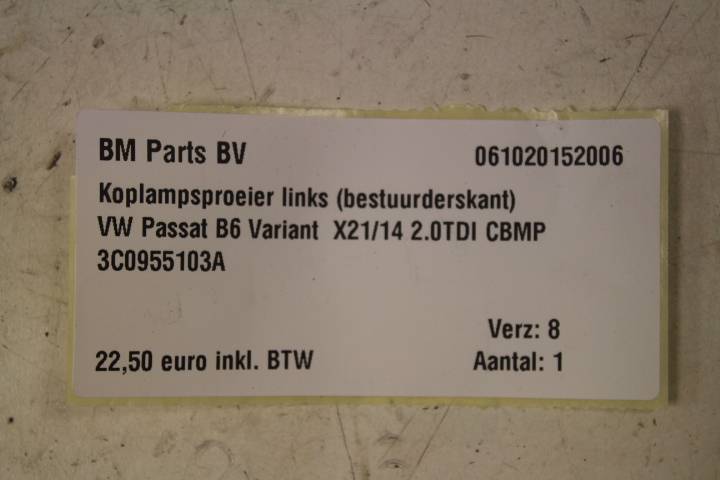 BM Parts BV 061020152006
Koplampsproeier links (bestuurderskant)
VW Passat B6 Variant X21/14 2.0TDI CBMP
3C0955103A
Verz: 8
22,50 euro inkl. BTW Aantal: 1